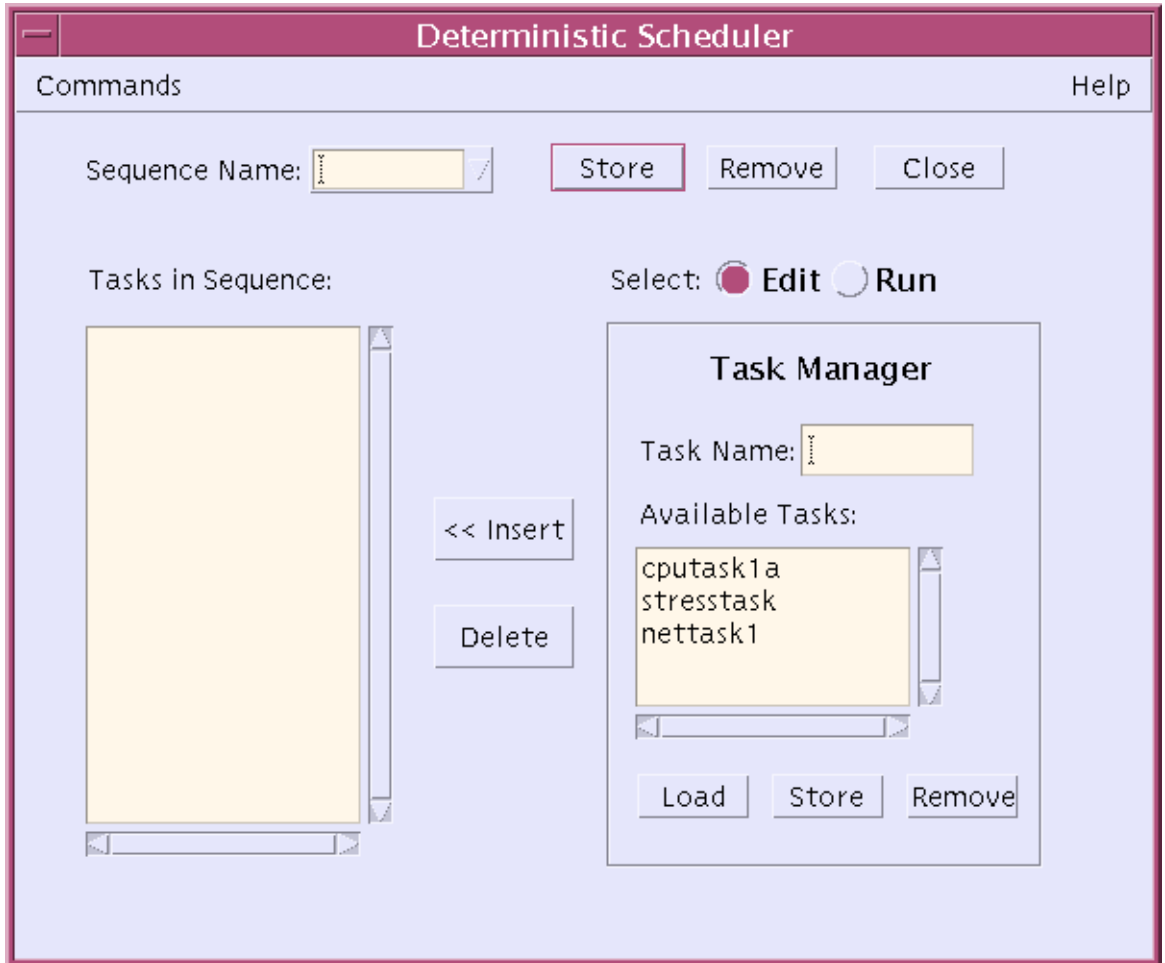 Deterministic Scheduler
Commands Help
Sequence Name: Store Remove Close
Tasks in Sequence: Select: Edit Run
Task Manager
Task Name:
<< Insert
Available Tasks:
cputask1a
stresstask
nettask1
Delete
Load Store Remove